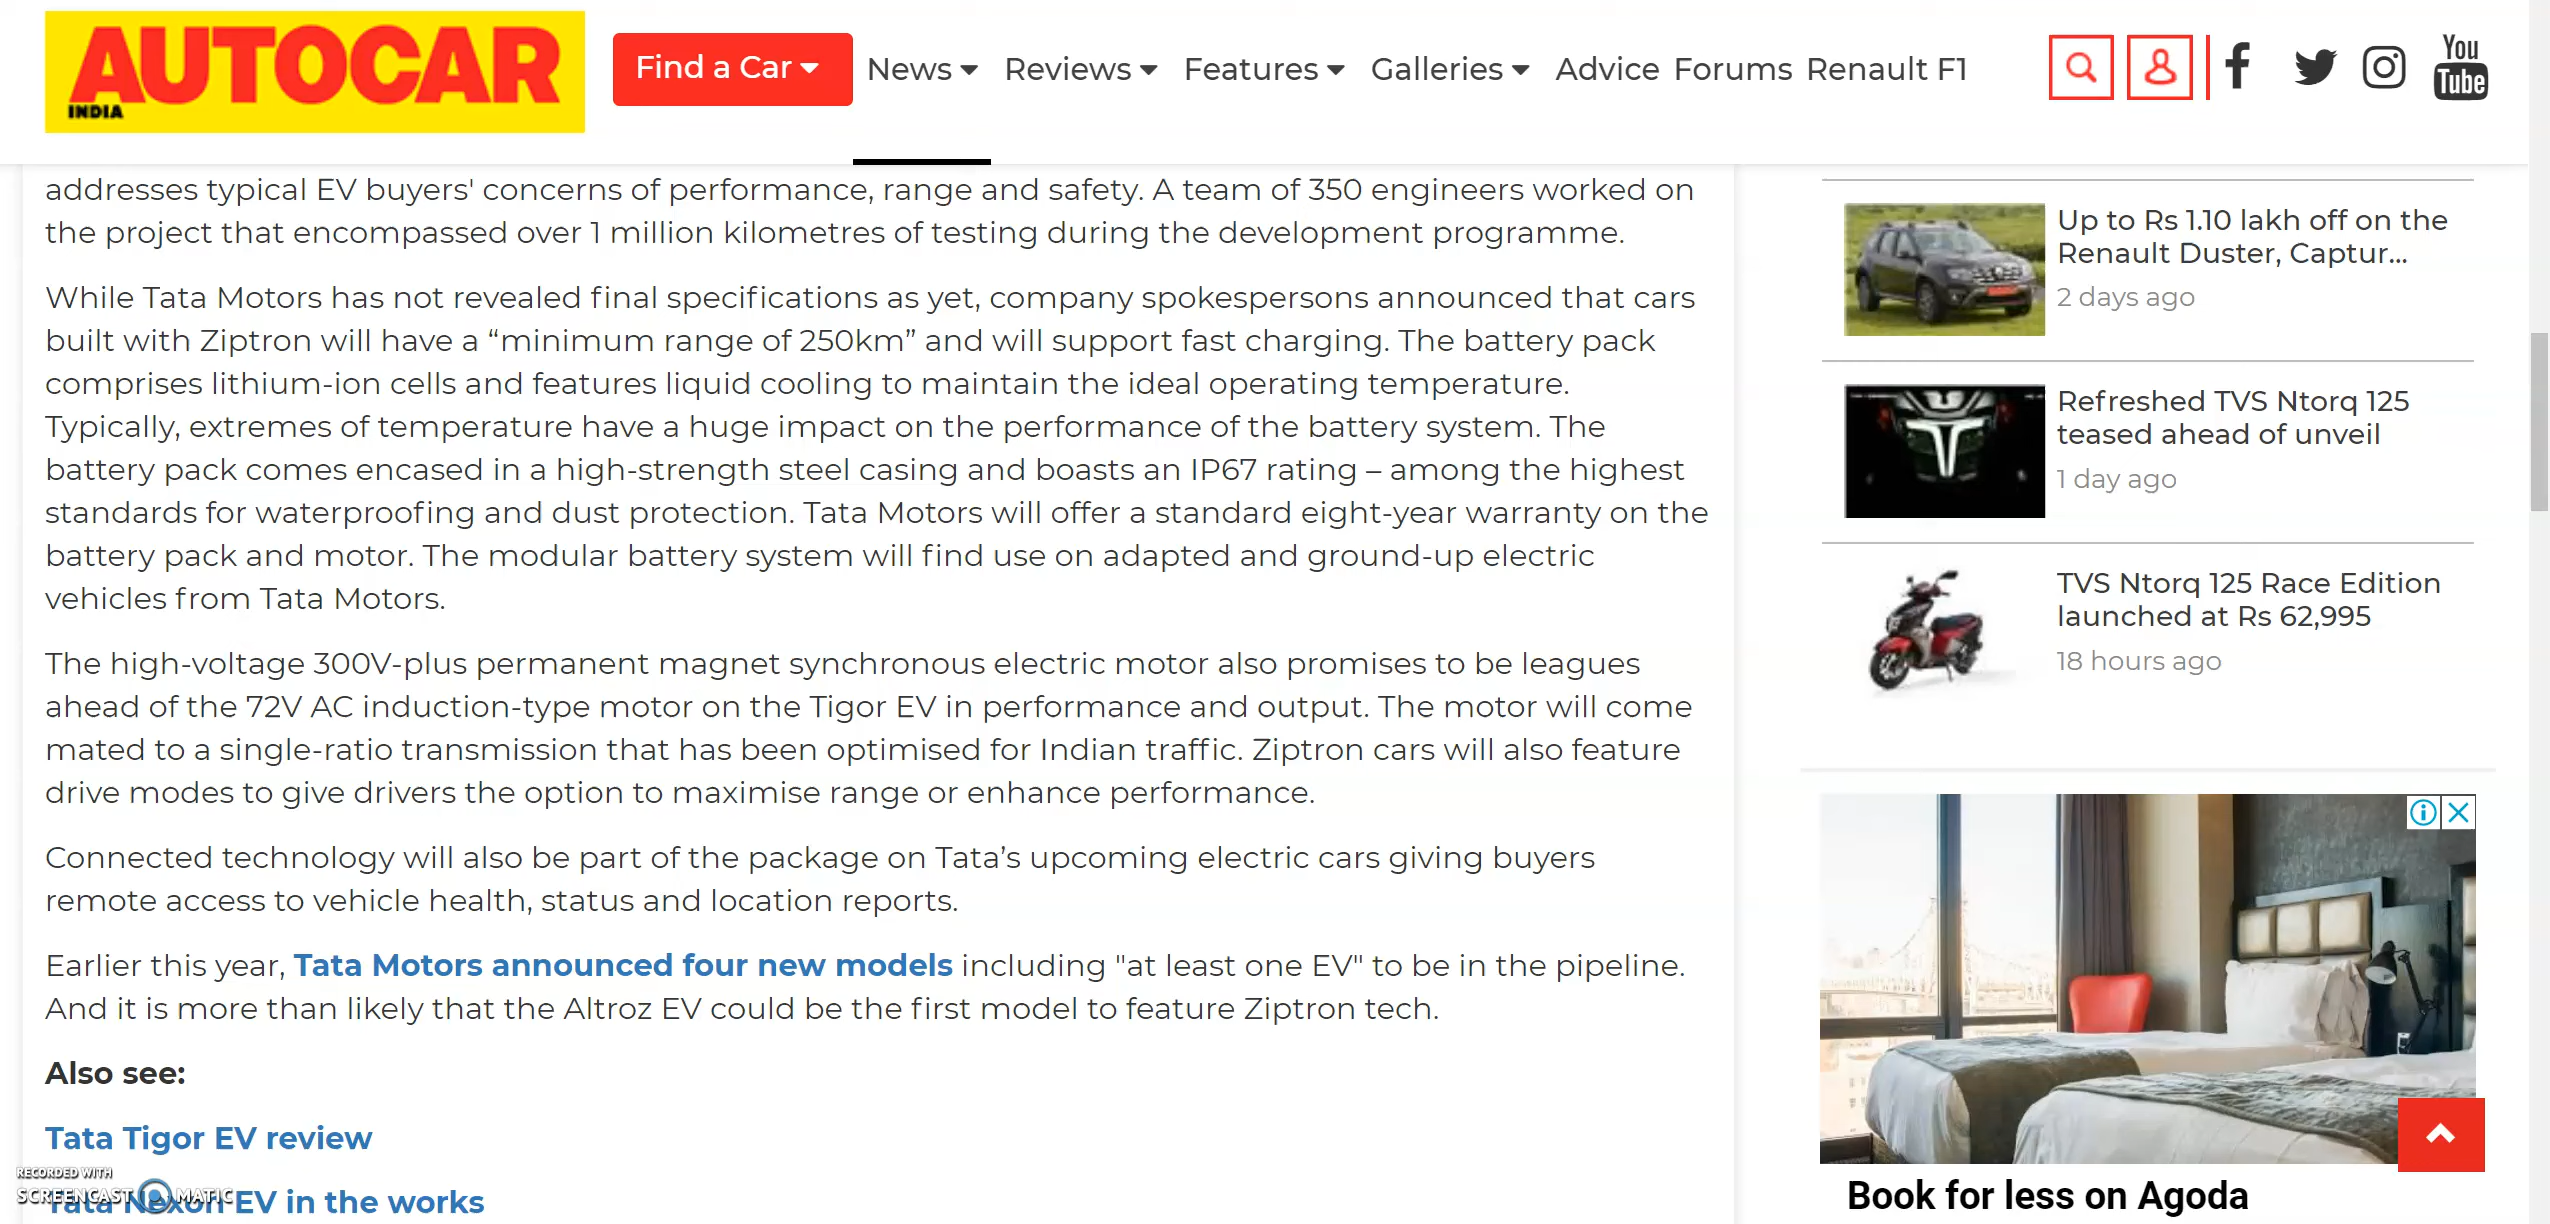 AUTOCAR
INDIA
Find a Car
News
Reviews
Features
Galleries
Advice
Forums
Renault F1
You
Tube
addresses typical EV buyers' concerns of performance, range and safety. A team of 350 engineers worked on
the project that encompassed over 1 million kilometres of testing during the development programme.
While Tata Motors has not revealed final specifications as yet, company spokespersons announced that cars
built with Ziptron will have a “minimum range of 250km” and will support fast charging. The battery pack
comprises lithium-ion cells and features liquid cooling to maintain the ideal operating temperature.
Typically, extremes of temperature have a huge impact on the performance of the battery system. The
battery pack comes encased in a high-strength steel casing and boasts an IP67 rating – among the highest
standards for waterproofing and dust protection. Tata Motors will offer a standard eight-year warranty on the
battery pack and motor. The modular battery system will find use on adapted and ground-up electric
vehicles from Tata Motors.
The high-voltage 300V-plus permanent magnet synchronous electric motor also promises to be leagues
ahead of the 72V AC induction-type motor on the Tigor EV in performance and output. The motor will come
mated to a single-ratio transmission that has been optimised for Indian traffic. Ziptron cars will also feature
drive modes to give drivers the option to maximise range or enhance performance.
Connected technology will also be part of the package on Tata’s upcoming electric cars giving buyers
remote access to vehicle health, status and location reports.
Earlier this year, Tata Motors announced four new models including "at least one EV" to be in the pipeline.
And it is more than likely that the Altroz EV could be the first model to feature Ziptron tech.
Also see:
Tata Tigor EV review
Tata Nexon EV in the works
RECORDED WITH
SCREENCAST MATIC
Up to Rs 1.10 lakh off on the
Renault Duster, Captur...
2 days ago
Refreshed TVS Ntorq 125
teased ahead of unveil
1 day ago
TVS Ntorq 125 Race Edition
launched at Rs 62,995
18 hours ago
Book for less on Agoda